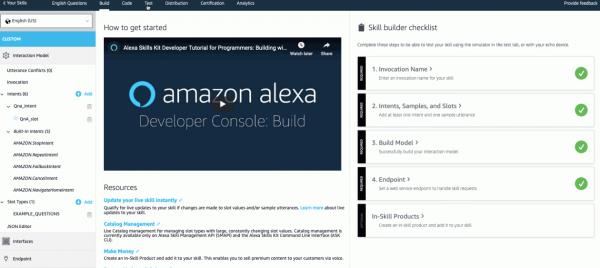 < Your Skills
English Questions
Build
Code
Test
Distribution
Certification
Analytics
Provide feedback
English (US)
CUSTOM
Interaction Model
Utterance Conflicts (0)
Invocation
Intents (6)
Add
Qna_intent
QnA_slot
Built-In Intents (5)
AMAZON.StopIntent
AMAZON.RepeatIntent
AMAZON.FallbackIntent
AMAZON.CancelIntent
AMAZON.NavigateHomeIntent
Slot Types (1)
Add
EXAMPLE_QUESTIONS
JSON Editor
Interfaces
Endpoint
How to get started
Alexa Skills Kit Developer Tutorial for Programmers: Building wi...
Watch later
Share
amazon alexa
Developer Console: Build
Resources
Update your live skill instantly
Qualify for instant updates to your skill if changes are made to slot values and/or sample utterances. Learn more about live
updates to your skill.
Catalog Management
Use Catalog management for managing slot types with large, constantly changing slot values. Catalog management is
currently available only on Alexa Skill Management API (SMAPI) and the Alexa Skills Kit Command Line Interface (ASK
CLI).
Make Money
Create an In-Skill Product and add it to your skill. This enables you to sell premium content to your customers via voice.
Skill builder checklist
Complete these steps to be able to test your skill using the simulator in the test tab, or with your echo device.
REQUIRED
1. Invocation Name >
Enter an invocation name for your skill
REQUIRED
2. Intents, Samples, and Slots >
Add at least one intent and one sample utterance
REQUIRED
3. Build Model >
Successfully build your interaction model
REQUIRED
4. Endpoint >
Set a web service endpoint to handle skill requests
In-Skill Products >
Create an in-skill product and add it to your skill.